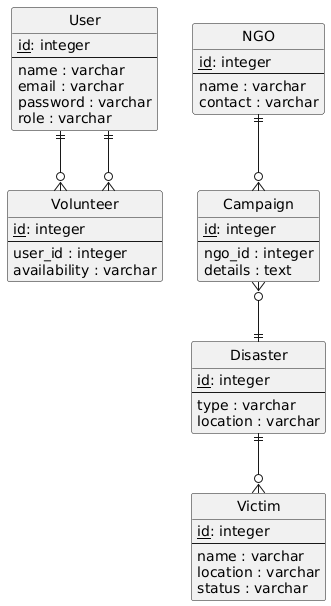 User
id: integer
name : varchar
email : varchar
password : varchar
role : varchar
NGO
id: integer
name : varchar
contact : varchar
Volunteer
id: integer
user_id : integer
availability : varchar
Campaign
id: integer
ngo_id : integer
details : text
Disaster
id: integer
type : varchar
location : varchar
Victim
id: integer
name : varchar
location : varchar
status : varchar